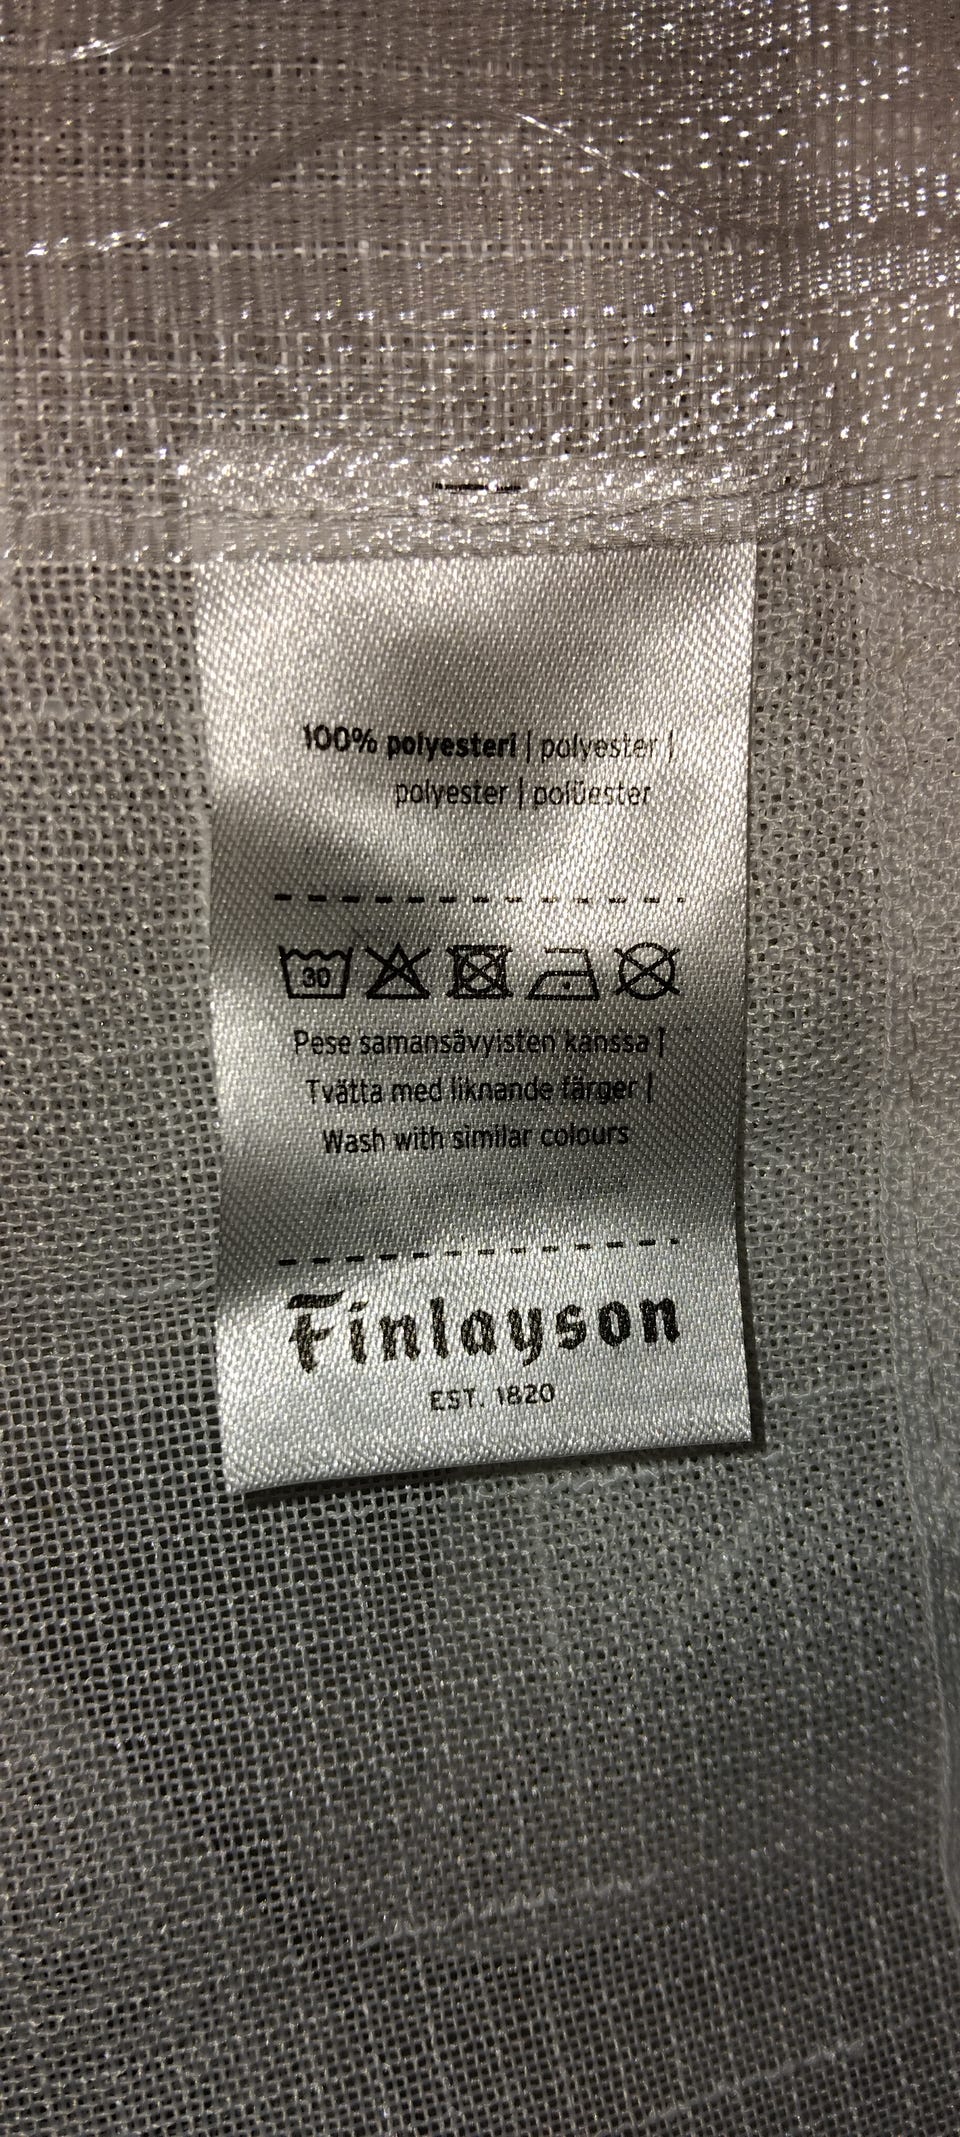 100% polyesteri | polyester |
polyester | polüester
30
Pese samansävyisten kanssa |
Tvätta med liknande färger |
Wash with similar colours
Finlayson
EST. 1820